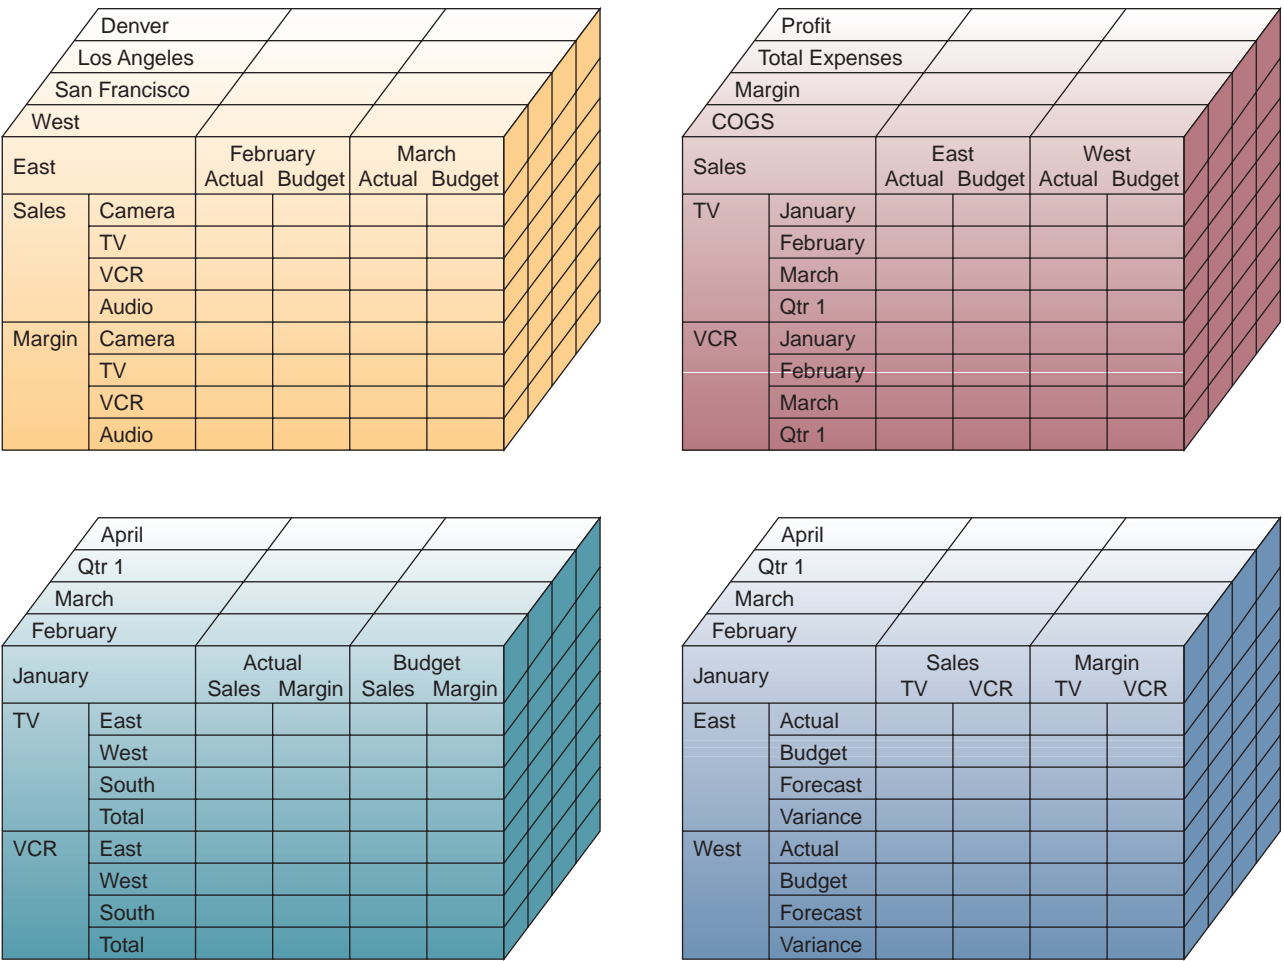 Denver
Los Angeles
San Francisco
West
East
February March
Actual Budget Actual Budget
Sales Camera
TV
VCR
Audio
Margin Camera
TV
VCR
Audio
Profit
Total Expenses
Margin
COGS
Sales
East West
Actual Budget Actual Budget
TV January
February
March
Qtr 1
VCR January
February
March
Qtr 1
April
Qtr 1
March
February
January
Actual Budget
Sales Margin Sales Margin
TV East
West
South
Total
VCR East
West
South
Total
April
Qtr 1
March
February
January
Sales Margin
TV VCR TV VCR
East Actual
Budget
Forecast
Variance
West Actual
Budget
Forecast
Variance